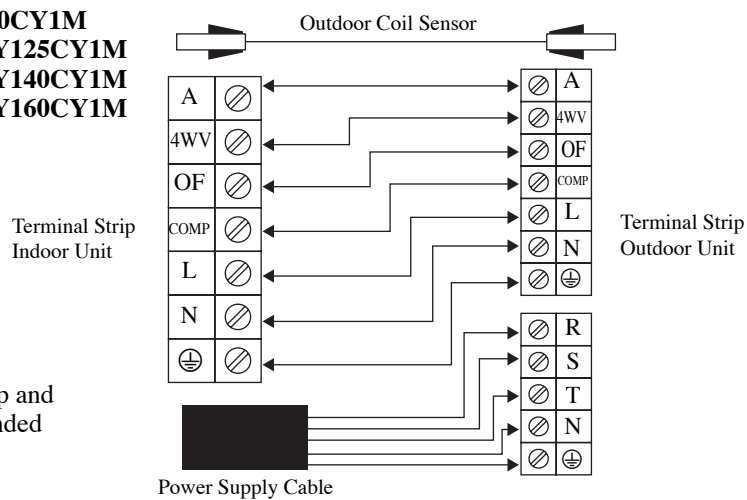 0CY1M
Y125CY1M
Y140CY1M
Y160CY1M
Outdoor Coil Sensor
A
4WV
OF
COMP
L
N
Terminal Strip
Indoor Unit
A
4WV
OF
COMP
L
N
Terminal Strip
Outdoor Unit
R
S
T
N
p and
nded
Power Supply Cable